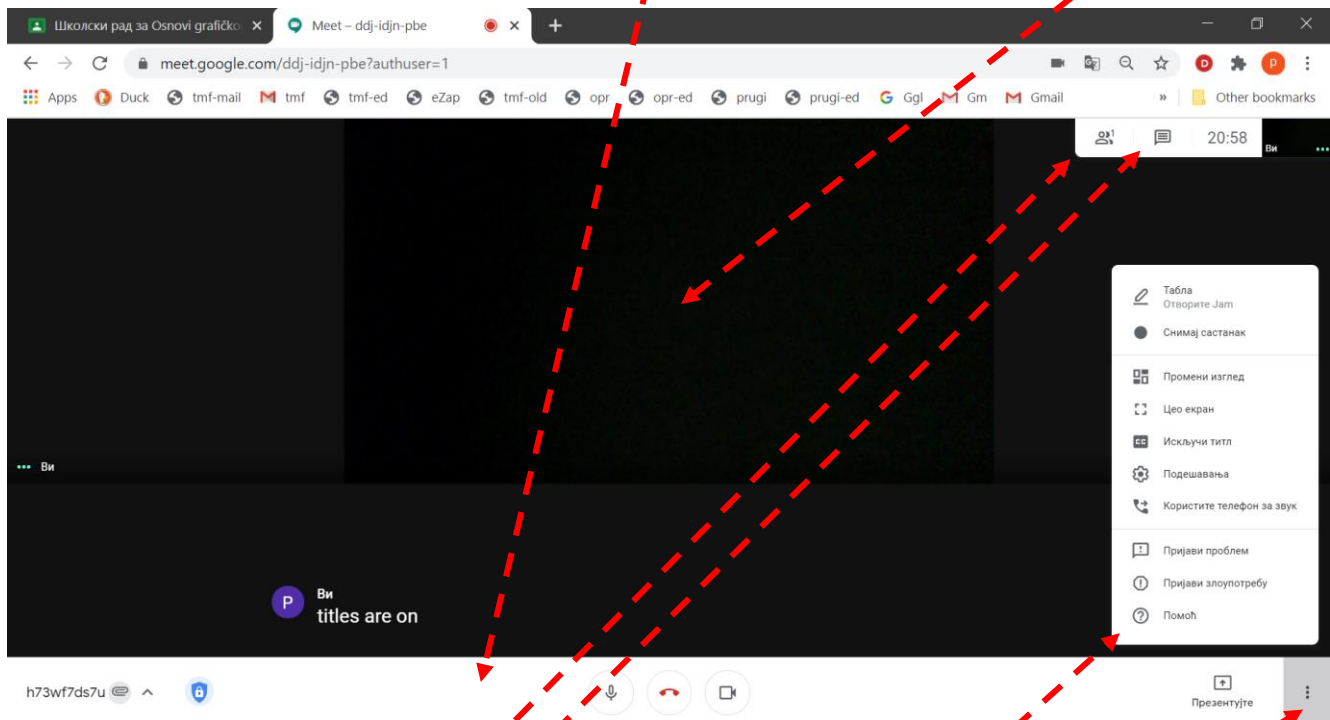 Школски рад за Osnovi grafičko
Meet – ddj-idjn-pbe
meet.google.com/ddj-idjn-pbe?authuser=1
Apps Duck tmf-mail tmf tmf-ed eZap tmf-old opr opr-ed prugi prugi-ed Ggl Gm Gmail » Other bookmarks
1 20:58 Ви
Табла
Отворите Jam
Снимај састанак
Промени изглед
Цео екран
Искључи титл
Подешавања
Користите телефон за звук
Пријави проблем
Пријави злоупотребу
Помоћ
Ви
P Ви
titles are on
h73wf7ds7u
Презентујте